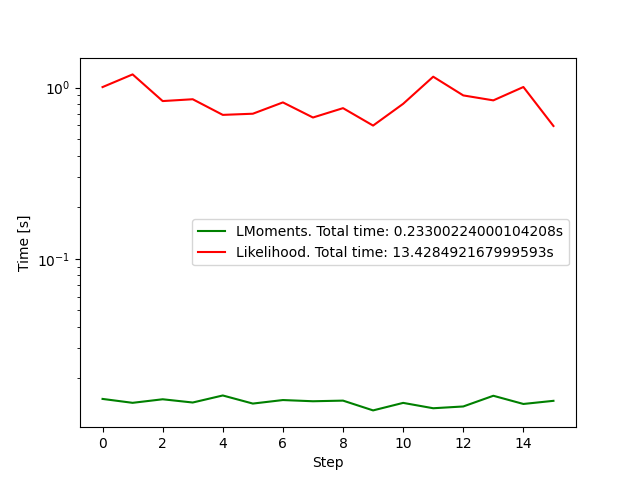 10⁰
10⁻¹
Time [s]
LMoments. Total time: 0.23300224000104208s
Likelihood. Total time: 13.428492167999593s
0 2 4 6 8 10 12 14
Step